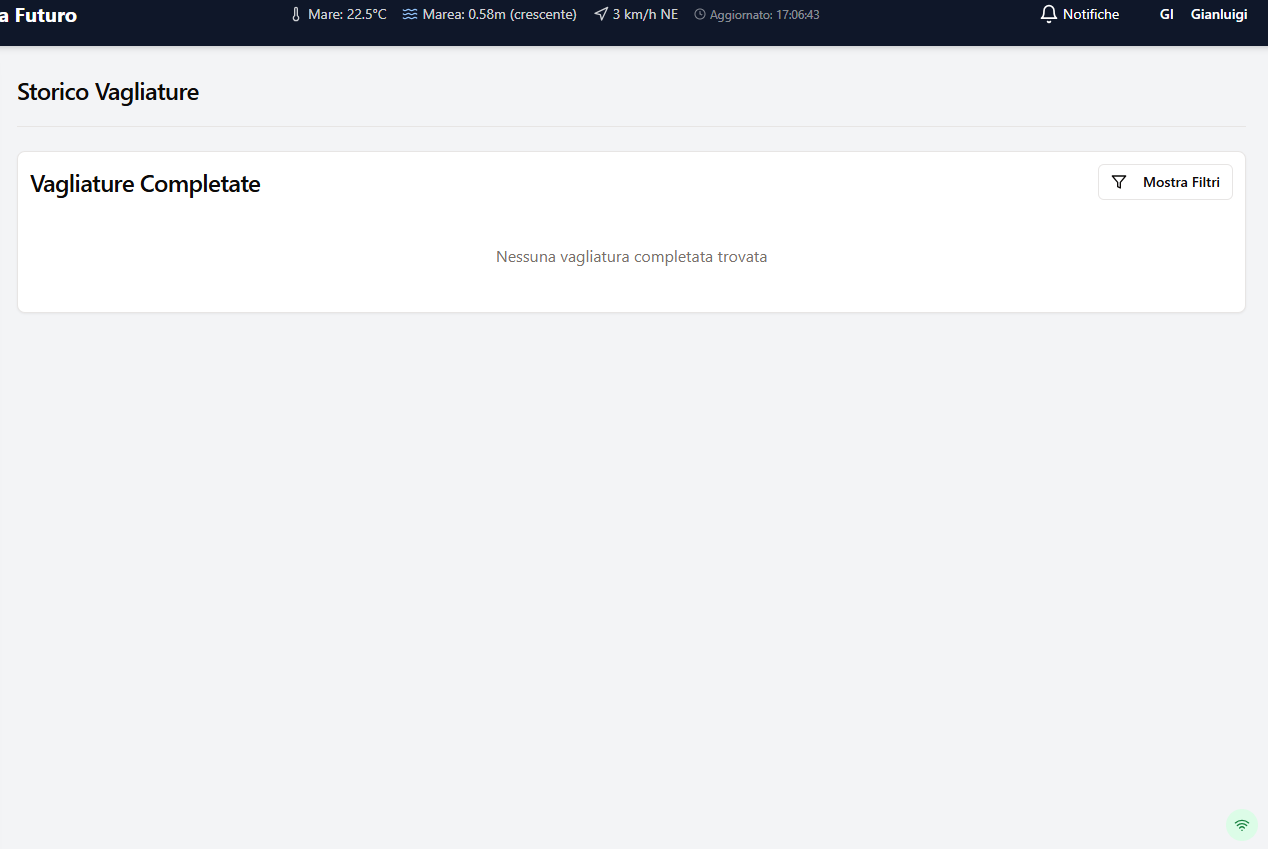 a Futuro
Mare: 22.5°C Marea: 0.58m (crescente) 3 km/h NE Aggiornato: 17:06:43
Notifiche GI Gianluigi
Storico Vagliature
Vagliature Completate
Mostra Filtri
Nessuna vagliatura completata trovata